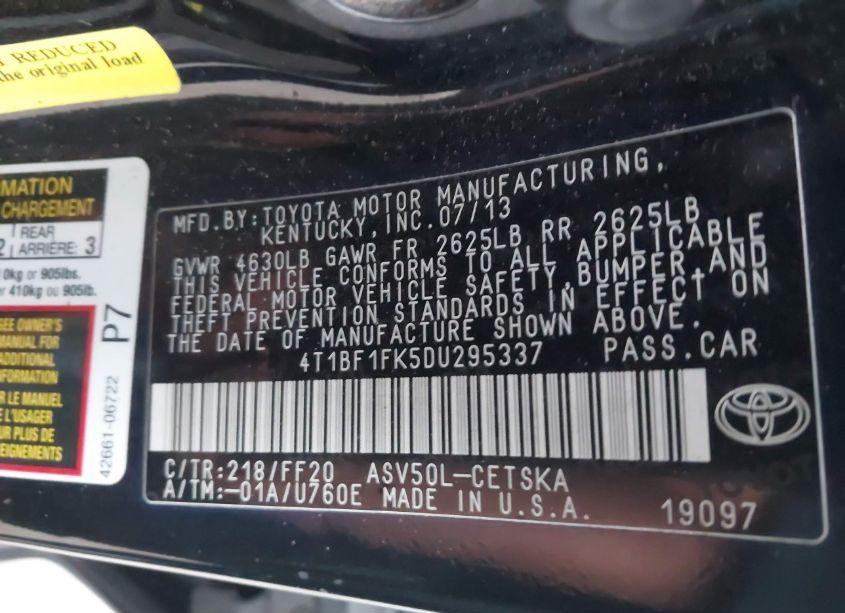 T REDUCED
the original load
MATION
CHARGEMENT
REAR
ARRIÈRE: 3
0kg or 905lbs.
410kg ou 905lb.
SEE OWNER'S
MANUAL FOR
ADDITIONAL
INFORMATION
R LE MANUEL
L'USAGER
UR PLUS DE
EIGNEMENTS
P7
42661-06722
MFD.BY:TOYOTA MOTOR MANUFACTURING,
KENTUCKY,INC.07/13
GVWR 4630LB GAWR FR 2625LB RR 2625LB
THIS VEHICLE CONFORMS TO ALL APPLICABLE
FEDERAL MOTOR VEHICLE SAFETY,BUMPER,AND
THEFT PREVENTION STANDARDS IN EFFECT ON
THE DATE OF MANUFACTURE SHOWN ABOVE.
4T1BF1FK5DU295337 PASS.CAR
C/TR:218/FF20 ASV50L-CETSKA
A/TM:-01A/U760E MADE IN U.S.A.
19097